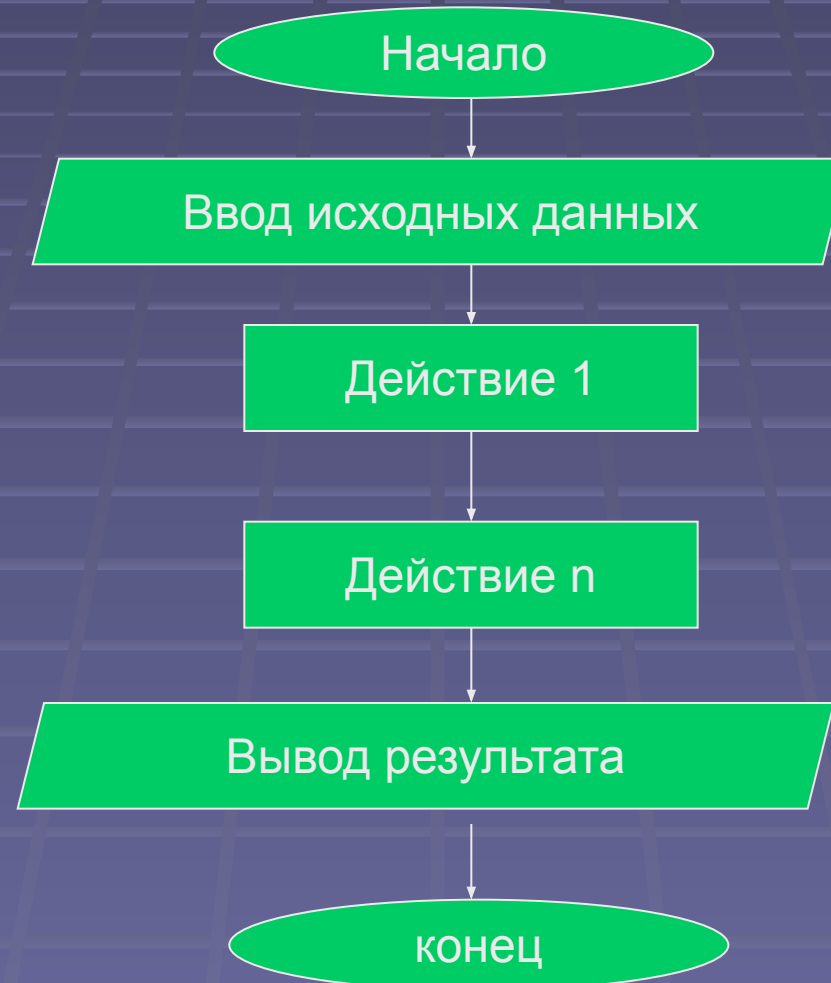 Начало
Ввод исходных данных
Действие 1
Действие n
Вывод результата
конец